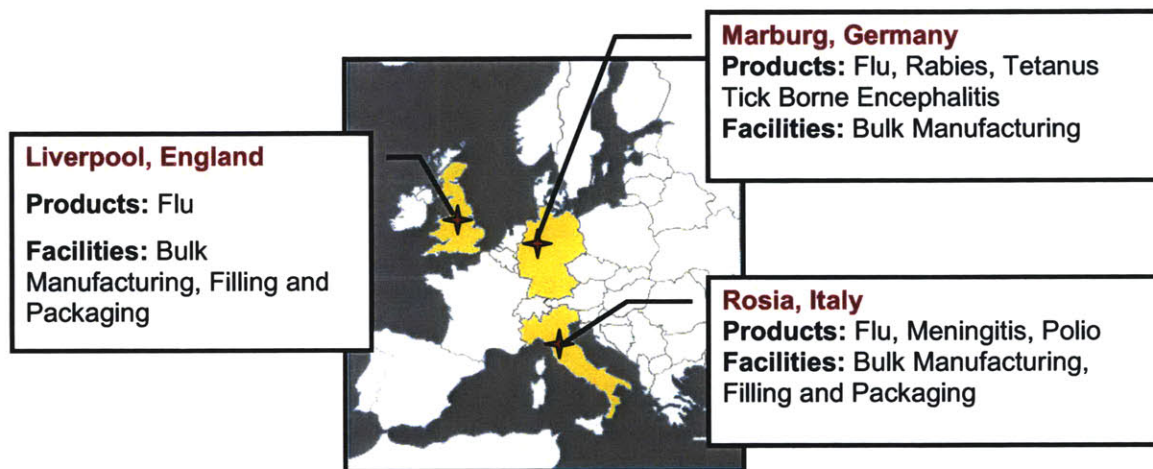 Marburg, Germany
Products: Flu, Rabies, Tetanus
Tick Borne Encephalitis
Facilities: Bulk Manufacturing
Liverpool, England
Products: Flu
Facilities: Bulk
Manufacturing, Filling and
Packaging
Rosia, Italy
Products: Flu, Meningitis, Polio
Facilities: Bulk Manufacturing,
Filling and Packaging